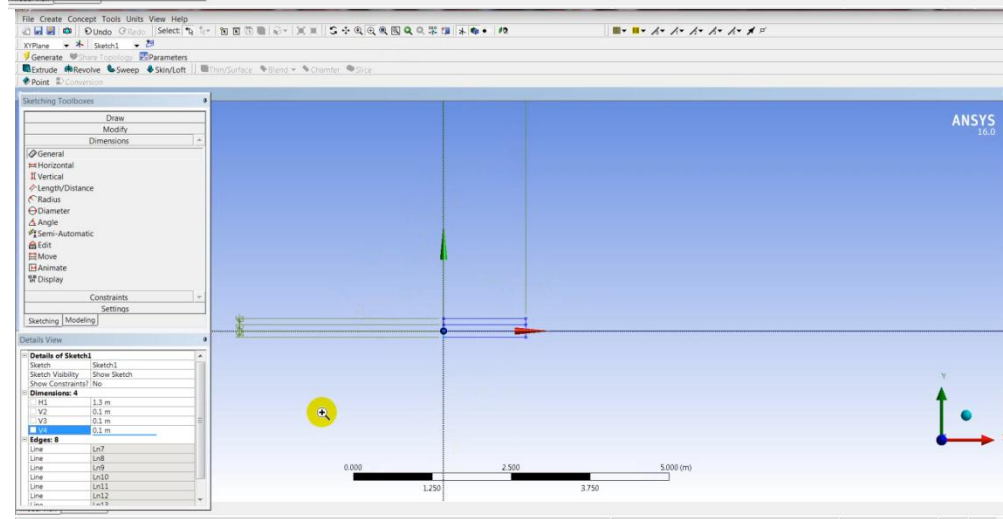 File Create Concept Tools Units View Help
Undo Redo Select:
XYPlane Sketch1
Generate Share Topology Parameters
Extrude Revolve Sweep Skin/Loft Thin/Surface Blend Chamfer Slice
Point Conversion
Sketching Toolboxes
Draw
Modify
Dimensions
General
Horizontal
Vertical
Length/Distance
Radius
Diameter
Angle
Semi-Automatic
Edit
Move
Animate
Display
Constraints
Settings
Sketching Modeling
Details View
Details of Sketch1
Sketch Sketch1
Sketch Visibility Show Sketch
Show Constraints? No
Dimensions: 4
H1 1.3 m
V2 0.1 m
V3 0.1 m
V4 0.1 m
Edges: 8
Line Ln7
Line Ln8
Line Ln9
Line Ln10
Line Ln11
Line Ln12
Line Ln13
ANSYS
16.0
Y
0.000 2.500 5.000 (m)
1.250 3.750